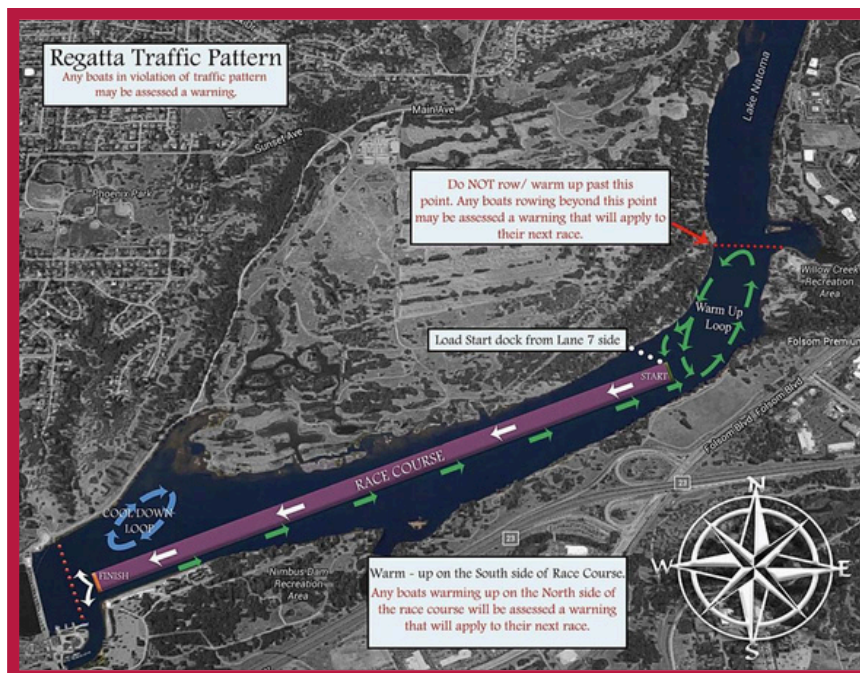 Regatta Traffic Pattern
Any boats in violation of traffic pattern
may be assessed a warning.
Lake Natoma
Main Ave
Sunset Ave
Phoenix Park
Do NOT row/ warm up past this
point. Any boats rowing beyond this point
may be assessed a warning that will apply to
their next race.
Willow Creek
Recreation
Area
Warm Up
Loop
Load Start dock from Lane 7 side
Folsom Premium
START
Folsom Blvd
Folsom Blvd
RACE COURSE
23
COOL DOWN
LOOP
23
N
FINISH
Nimbus Dam
Recreation
Area
Warm - up on the South side of Race Course.
Any boats warming up on the North side of
the race course will be assessed a warning
that will apply to their next race.
W
E
S